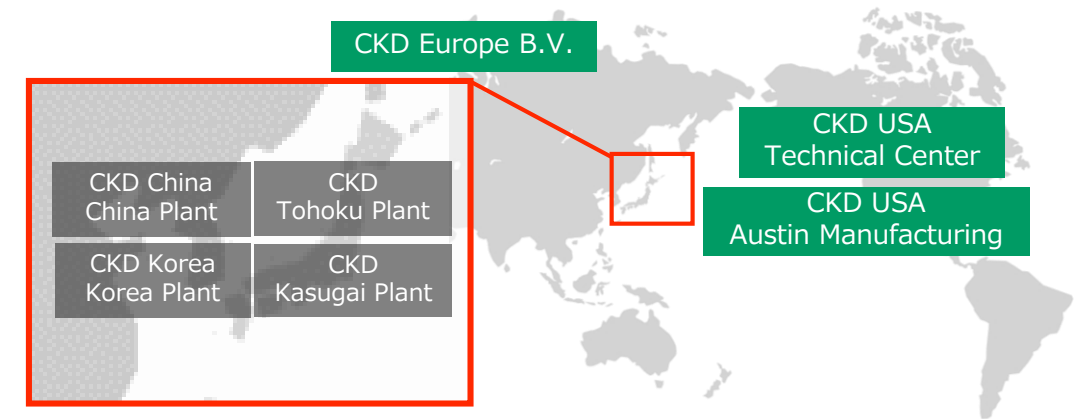 CKD Europe B.V.
CKD USA
Technical Center
CKD USA
Austin Manufacturing
CKD China
China Plant
CKD
Tohoku Plant
CKD Korea
Korea Plant
CKD
Kasugai Plant